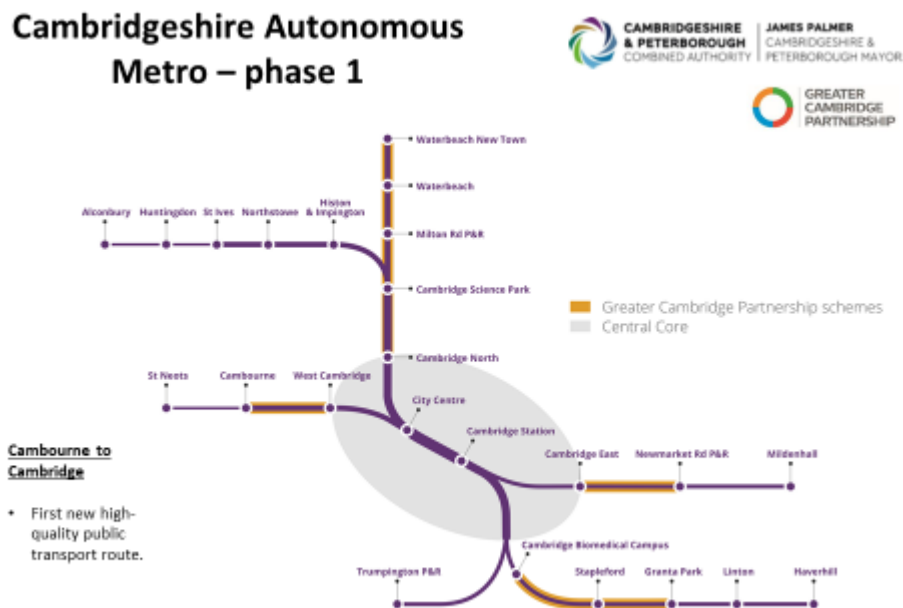 Cambridgeshire Autonomous
Metro – phase 1
CAMBRIDGESHIRE
& PETERBOROUGH
COMBINED AUTHORITY
JAMES PALMER
CAMBRIDGESHIRE &
PETERBOROUGH MAYOR
GREATER
CAMBRIDGE
PARTNERSHIP
Waterbeach New Town
Waterbeach
Alconbury
Huntingdon
St Ives
Northstowe
Histon
& Impington
Milton Rd P&R
Cambridge Science Park
Greater Cambridge Partnership schemes
Central Core
Cambridge North
St Neots
Cambourne
West Cambridge
City Centre
Cambridge Station
Cambourne to
Cambridge
• First new high-
quality public
transport route.
Cambridge East
Newmarket Rd P&R
Mildenhall
Cambridge Biomedical Campus
Trumpington P&R
Stapleford
Granta Park
Linton
Haverhill